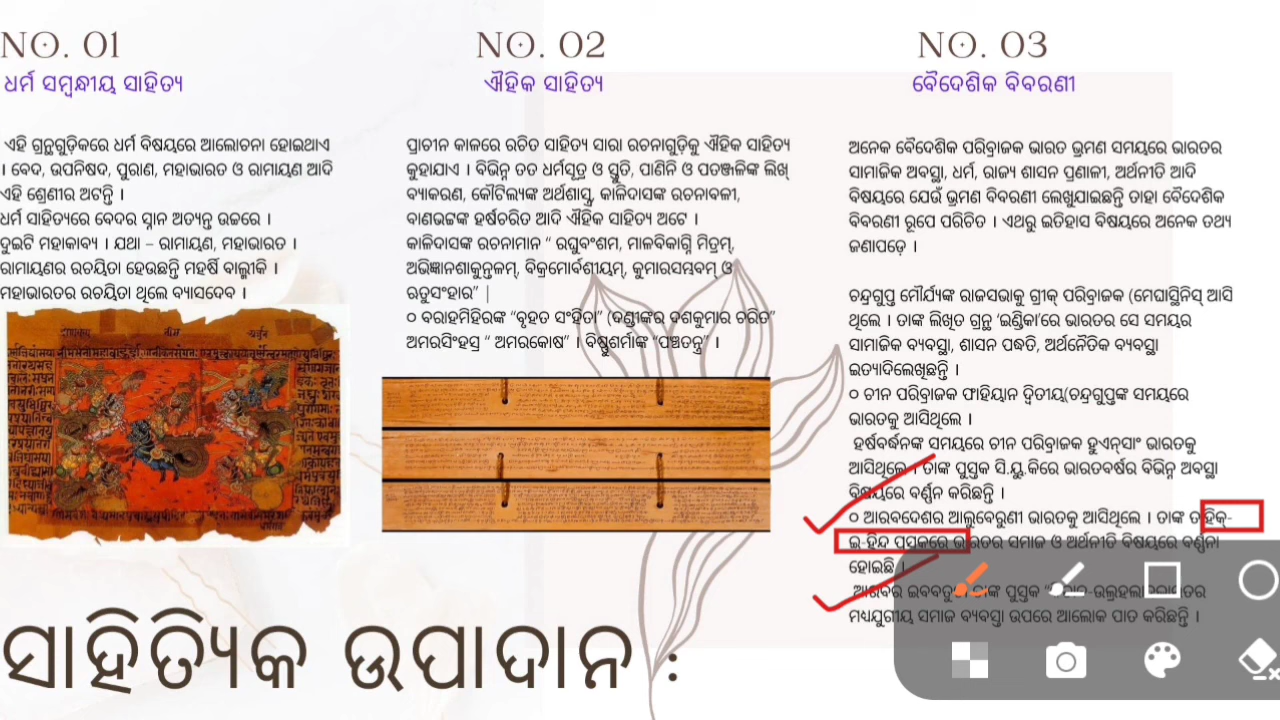 NO. 01
ଧର୍ମ ସମ୍ବନ୍ଧୀୟ ସାହିତ୍ୟ
ଏହି ଗ୍ରନ୍ଥଗୁଡ଼ିକରେ ଧର୍ମ ବିଷୟରେ ଆଲୋଚନା ହୋଇଥାଏ
। ବେଦ, ଉପନିଷଦ, ପୁରାଣ, ମହାଭାରତ ଓ ରାମାୟଣ ଆଦି
ଏହି ଶ୍ରେଣୀର ଅଟନ୍ତି ।
ଧର୍ମ ସାହିତ୍ୟରେ ବେଦର ସ୍ଥାନ ଅତ୍ୟନ୍ତ ଉଚ୍ଚରେ ।
ଦୁଇଟି ମହାକାବ୍ୟ । ଯଥା – ରାମାୟଣ, ମହାଭାରତ ।
ରାମାୟଣର ରଚୟିତା ହେଉଛନ୍ତି ମହର୍ଷି ବାଲ୍ମୀକି ।
ମହାଭାରତର ରଚୟିତା ଥିଲେ ବ୍ୟାସଦେବ ।
NO. 02
ଐହିକ ସାହିତ୍ୟ
ପ୍ରାଚୀନ କାଳରେ ରଚିତ ସାହିତ୍ୟ ସାରା ରଚନାଗୁଡ଼ିକୁ ଐହିକ ସାହିତ୍ୟ
କୁହାଯାଏ । ବିଭିନ୍ନ ତତ ଧର୍ମସୂତ୍ର ଓ ସ୍ମୃତି, ପାଣିନି ଓ ପତଞ୍ଜଳିଙ୍କ ଲିଖି
ବ୍ୟାକରଣ, କୌଟିଲ୍ୟଙ୍କ ଅର୍ଥଶାସ୍ତ୍ର, କାଳିଦାସଙ୍କ ରଚନାବଳୀ,
ବାଣଭଟ୍ଟଙ୍କ ହର୍ଷଚରିତ ଆଦି ଐହିକ ସାହିତ୍ୟ ଅଟେ ।
କାଳିଦାସଙ୍କ ରଚନାମାନ “ ରଘୁବଂଶମ, ମାଳବିକାଗ୍ନି ମିତ୍ରମ୍,
ଅଭିଜ୍ଞାନଶାକୁନ୍ତଳମ୍, ବିକ୍ରମୋର୍ବଶୀୟମ୍, କୁମାରସମ୍ଭବମ୍ ଓ
ଋତୁସଂହାର” |
୦ ବରାହମିହିରଙ୍କ “ବୃହତ ସଂହିତା” (ଦଣ୍ଡୀଙ୍କର ଦଶକୁମାର ଚରିତ”
ଅମରସିଂହସ୍ର “ ଅମରକୋଷ” । ବିଷ୍ଣୁଶର୍ମାଙ୍କ “ପଞ୍ଚତନ୍ତ୍ର” ।
NO. 03
ବୈଦେଶିକ ବିବରଣୀ
ଅନେକ ବୈଦେଶିକ ପରିବ୍ରାଜକ ଭାରତ ଭ୍ରମଣ ସମୟରେ ଭାରତର
ସାମାଜିକ ଅବସ୍ଥା, ଧର୍ମ, ରାଜ୍ୟ ଶାସନ ପ୍ରଣାଳୀ, ଅର୍ଥନୀତି ଆଦି
ବିଷୟରେ ଯେଉଁ ଭ୍ରମଣ ବିବରଣୀ ଲେଖୁଯାଇଛନ୍ତି ତାହା ବୈଦେଶିକ
ବିବରଣୀ ରୂପେ ପରିଚିତ । ଏଥରୁ ଇତିହାସ ବିଷୟରେ ଅନେକ ତଥ୍ୟ
ଜଣାପଡ଼େ ।
ଚନ୍ଦ୍ରଗୁପ୍ତ ମୌର୍ଯ୍ୟଙ୍କ ରାଜସଭାକୁ ଗ୍ରୀକ୍ ପରିବ୍ରାଜକ (ମେଘାସ୍ଥିନିସ୍ ଆସି
ଥିଲେ । ତାଙ୍କ ଲିଖିତ ଗ୍ରନ୍ଥ ‘ଇଣ୍ଡିକା’ରେ ଭାରତର ସେ ସମୟର
ସାମାଜିକ ବ୍ୟବସ୍ଥା, ଶାସନ ପଦ୍ଧତି, ଅର୍ଥନୈତିକ ବ୍ୟବସ୍ଥା
ଇତ୍ୟାଦିଲେଖିଛନ୍ତି ।
୦ ଚୀନ ପରିବ୍ରାଜକ ଫାହିୟାନ ଦ୍ୱିତୀୟ(ଚନ୍ଦ୍ରଗୁପ୍ତଙ୍କ ସମୟରେ
ଭାରତକୁ ଆସିଥିଲେ ।
ହର୍ଷବର୍ଦ୍ଧନଙ୍କ ସମୟରେ ଚୀନ ପରିବ୍ରାଜକ ହୁଏନ୍‌ସାଂ ଭାରତକୁ
ଆସିଥିଲେ । ତାଙ୍କ ପୁସ୍ତକ ସି.ୟୁ.କିରେ ଭାରତବର୍ଷର ବିଭିନ୍ନ ଅବସ୍ଥା
ବିଷୟରେ ବର୍ଣ୍ଣନ କରିଛନ୍ତି ।
୦ ଆରବଦେଶର ଆଲୁବେରୁଣୀ ଭାରତକୁ ଆସିଥିଲେ । ତାଙ୍କ ତାହିକ୍-
ଇ-ହିନ୍ଦ ପୁସ୍ତକରେ ଭାରତର ସମାଜ ଓ ଅର୍ଥନୀତି ବିଷୟରେ ବର୍ଣ୍ଣନା
ହୋଇଛି ।
ଆରବର ତାଙ୍କ ପୁସ୍ତକ
ମଧ୍ୟଯୁଗୀୟ ସମାଜ ବ୍ୟବସ୍ଥା ଉପରେ ଆଲୋକ ପାତ କରିଛନ୍ତି ।
ସାହିତ୍ୟିକ ଉପାଦାନ :